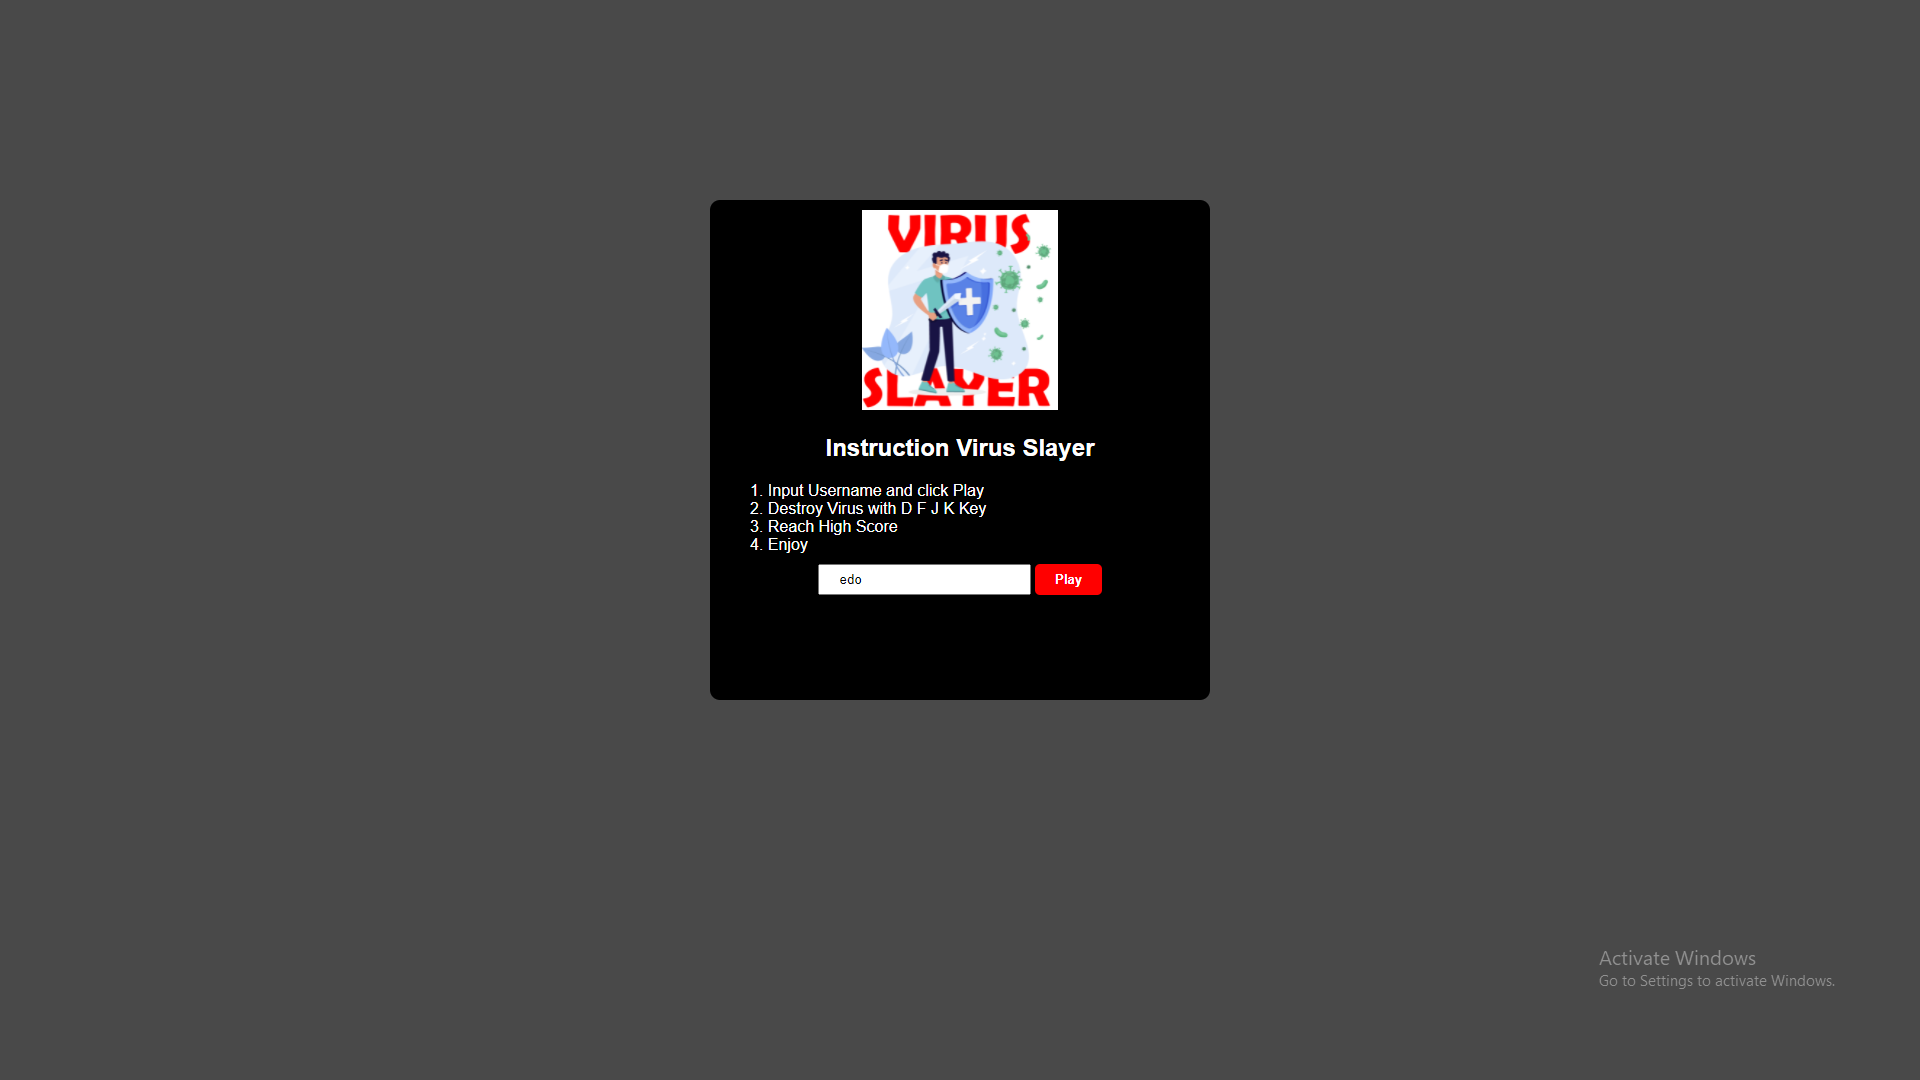 VIRUS
SLAYER
Instruction Virus Slayer
1. Input Username and click Play
2. Destroy Virus with D F J K Key
3. Reach High Score
4. Enjoy
edo Play
Activate Windows
Go to Settings to activate Windows.